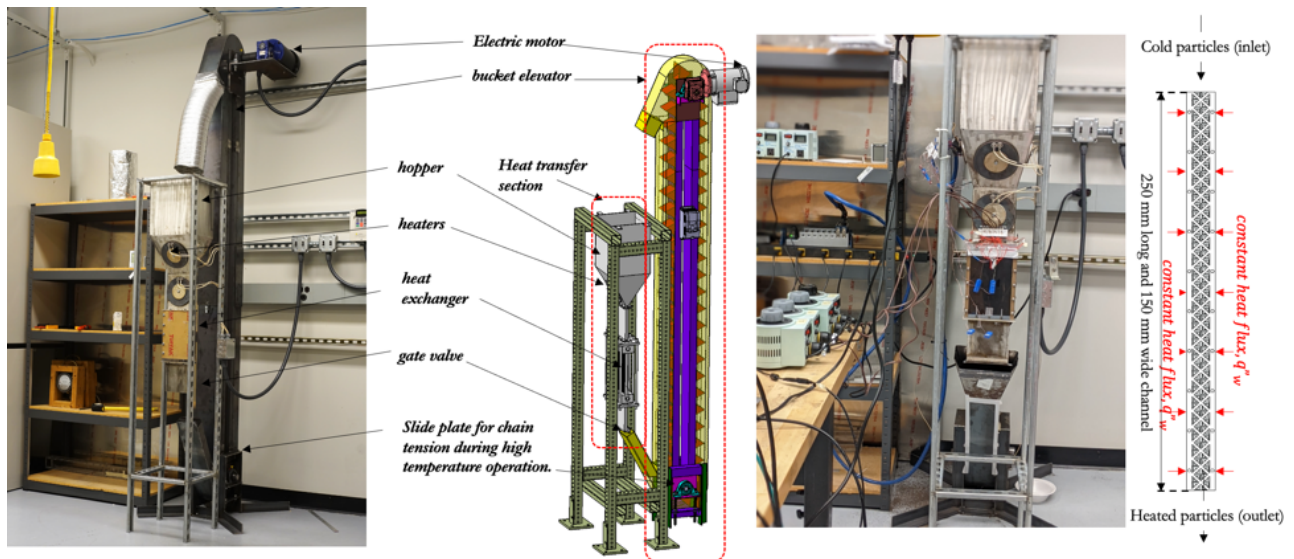 Electric motor
bucket elevator
hopper
Heat transfer
section
heaters
heat
exchanger
gate valve
Slide plate for chain
tension during high
temperature operation.
Cold particles (inlet)
250 mm long and 150 mm wide channel
constant heat flux, q"w
constant heat flux, q"w
Heated particles (outlet)